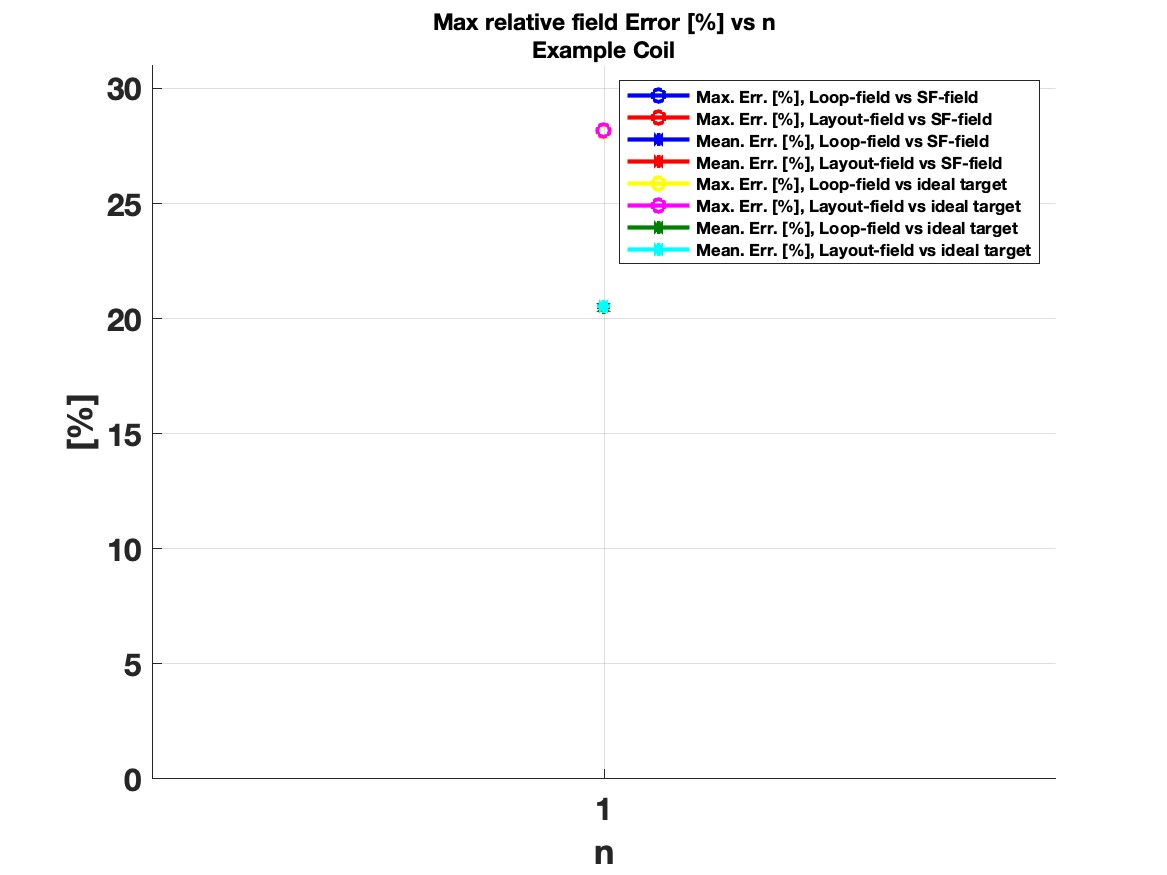 Max relative field Error [%] vs n
Example Coil
30
25
20
15
10
5
0
[%]
1
n
Max. Err. [%], Loop-field vs SF-field
Max. Err. [%], Layout-field vs SF-field
Mean. Err. [%], Loop-field vs SF-field
Mean. Err. [%], Layout-field vs SF-field
Max. Err. [%], Loop-field vs ideal target
Max. Err. [%], Layout-field vs ideal target
Mean. Err. [%], Loop-field vs ideal target
Mean. Err. [%], Layout-field vs ideal target